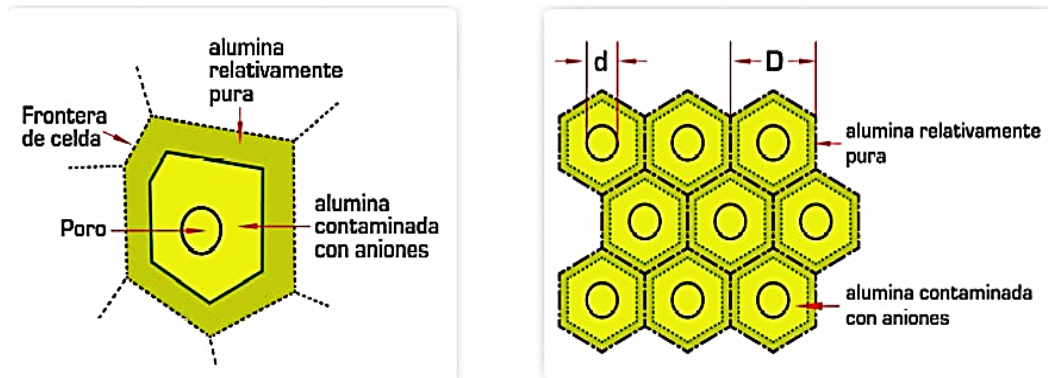 alumina
relativamente
pura
Frontera
de celda
Poro
alumina
contaminada
con aniones
d
D
alumina relativamente
pura
alumina contaminada
con aniones